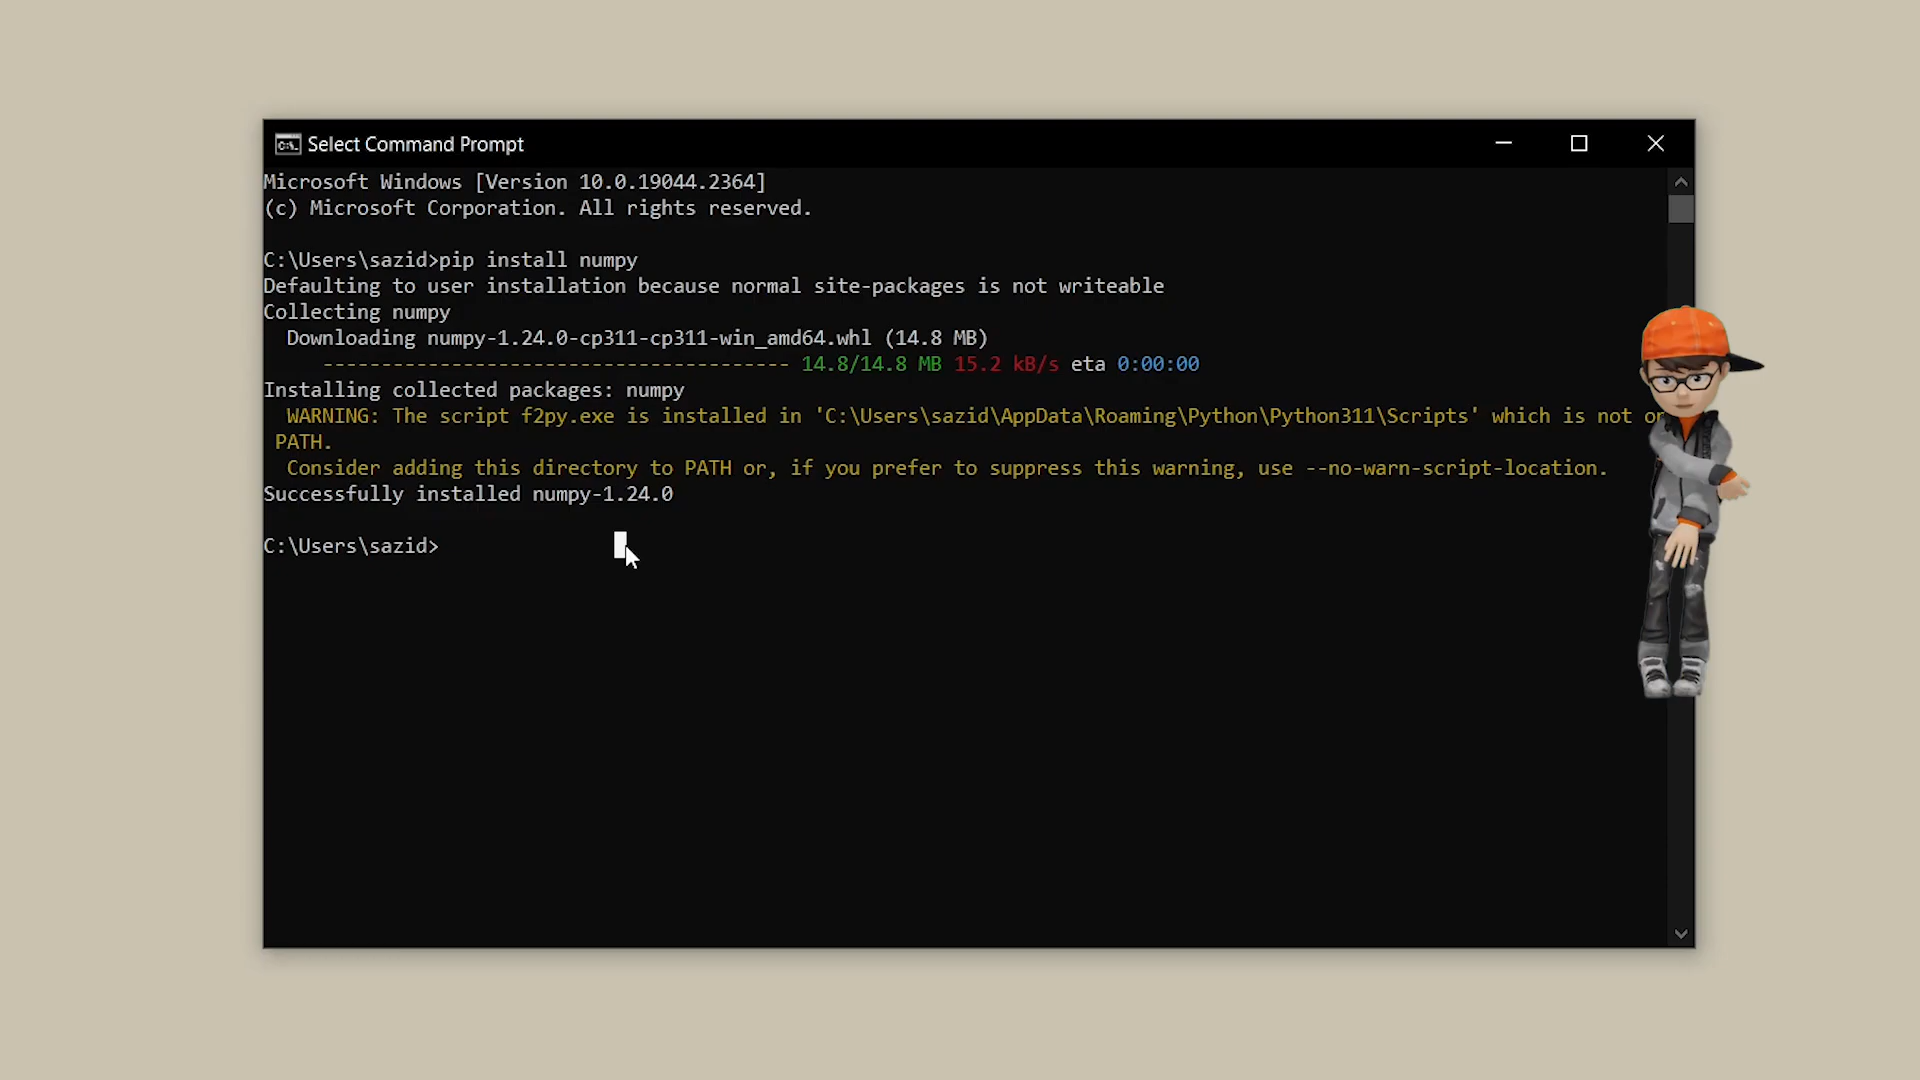 Select Command Prompt
Microsoft Windows [Version 10.0.19044.2364]
(c) Microsoft Corporation. All rights reserved.
C:\Users\sazid>pip install numpy
Defaulting to user installation because normal site-packages is not writeable
Collecting numpy
Downloading numpy-1.24.0-cp311-cp311-win_amd64.whl (14.8 MB)
---------------------------------------- 14.8/14.8 MB 15.2 kB/s eta 0:00:00
Installing collected packages: numpy
WARNING: The script f2py.exe is installed in 'C:\Users\sazid\AppData\Roaming\Python\Python311\Scripts' which is not
PATH.
Consider adding this directory to PATH or, if you prefer to suppress this warning, use --no-warn-script-location.
Successfully installed numpy-1.24.0
C:\Users\sazid>